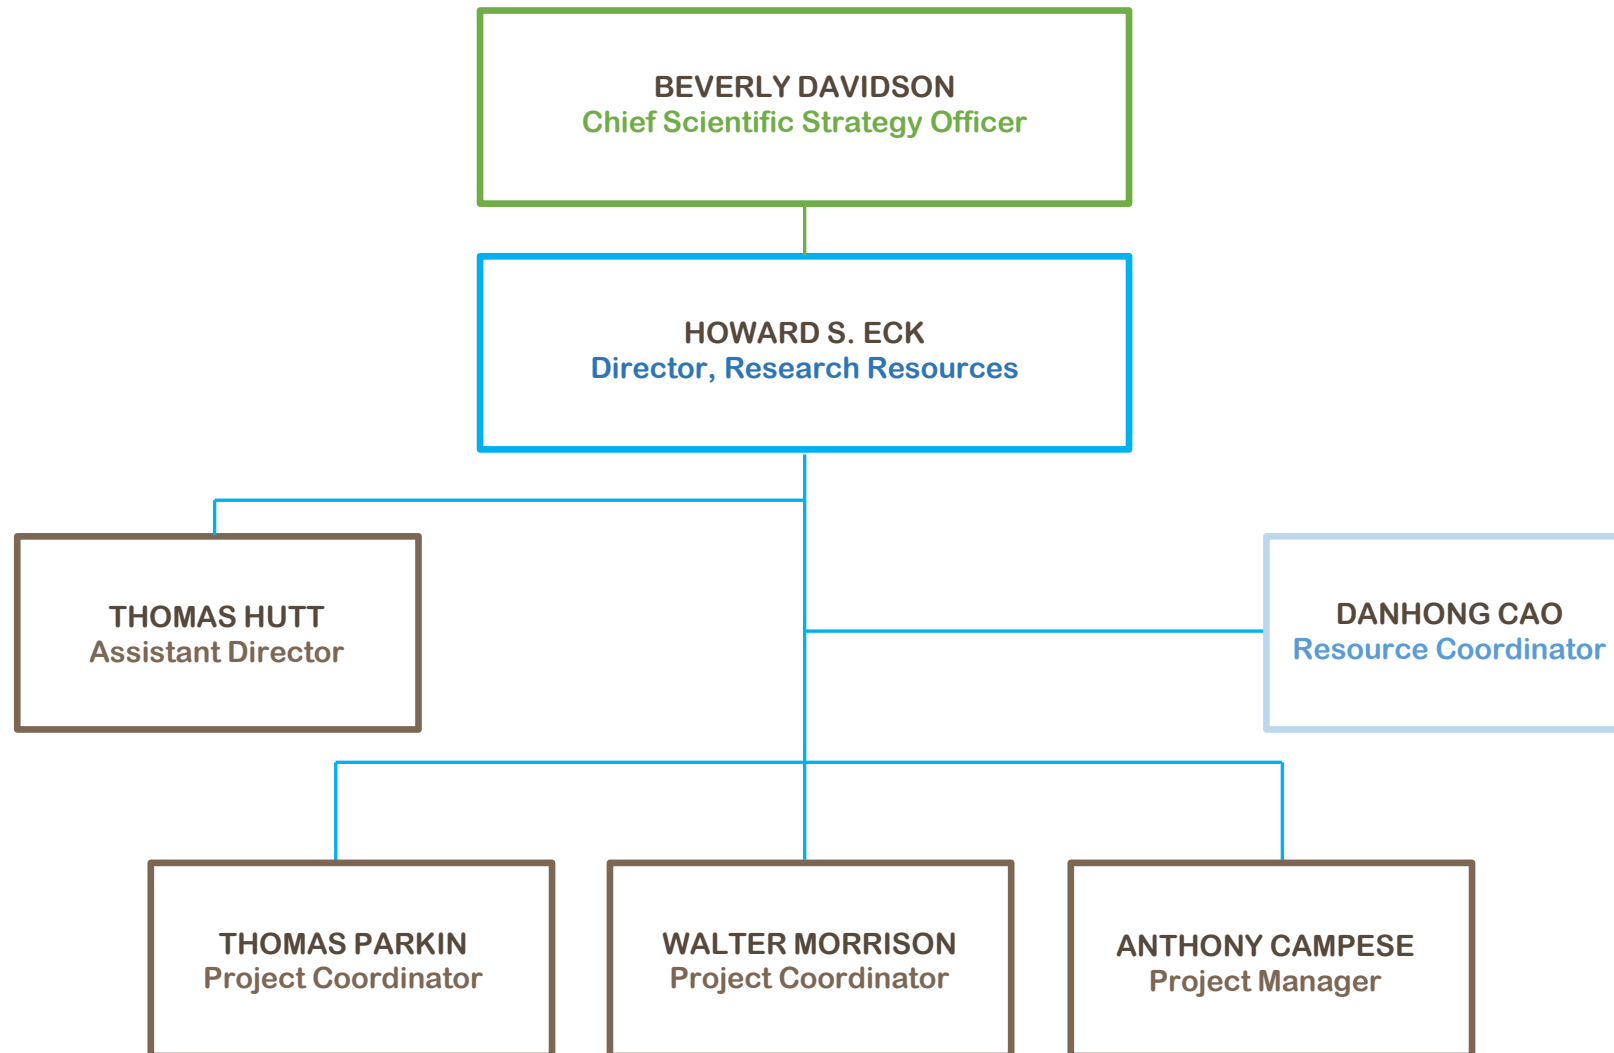 BEVERLY DAVIDSON
Chief Scientific Strategy Officer
HOWARD S. ECK
Director, Research Resources
THOMAS HUTT
Assistant Director
DANHONG CAO
Resource Coordinator
THOMAS PARKIN
Project Coordinator
WALTER MORRISON
Project Coordinator
ANTHONY CAMPESE
Project Manager